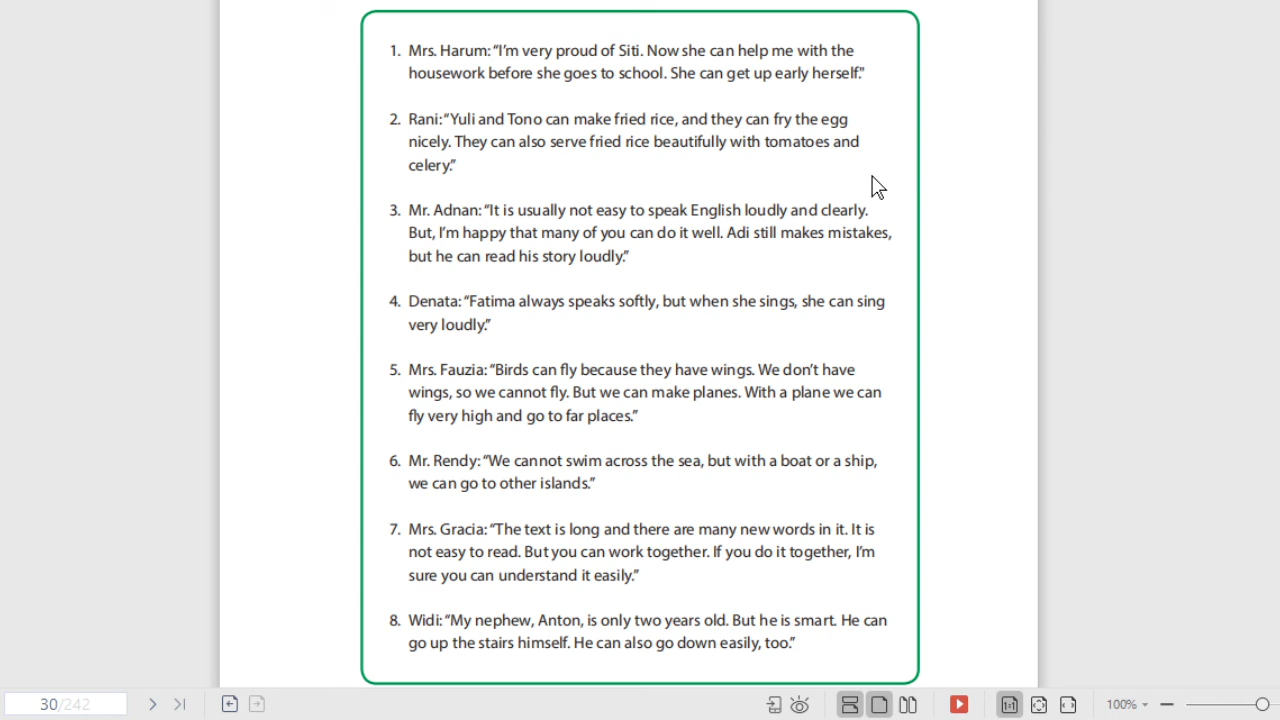 1. Mrs. Harum: “I’m very proud of Siti. Now she can help me with the
housework before she goes to school. She can get up early herself.”
2. Rani: “Yuli and Tono can make fried rice, and they can fry the egg
nicely. They can also serve fried rice beautifully with tomatoes and
celery.”
3. Mr. Adnan: “It is usually not easy to speak English loudly and clearly.
But, I’m happy that many of you can do it well. Adi still makes mistakes,
but he can read his story loudly.”
4. Denata: “Fatima always speaks softly, but when she sings, she can sing
very loudly.”
5. Mrs. Fauzia: “Birds can fly because they have wings. We don’t have
wings, so we cannot fly. But we can make planes. With a plane we can
fly very high and go to far places.”
6. Mr. Rendy: “We cannot swim across the sea, but with a boat or a ship,
we can go to other islands.”
7. Mrs. Gracia: “The text is long and there are many new words in it. It is
not easy to read. But you can work together. If you do it together, I’m
sure you can understand it easily.”
8. Widi: “My nephew, Anton, is only two years old. But he is smart. He can
go up the stairs himself. He can also go down easily, too.”
30/242
1:1
100%